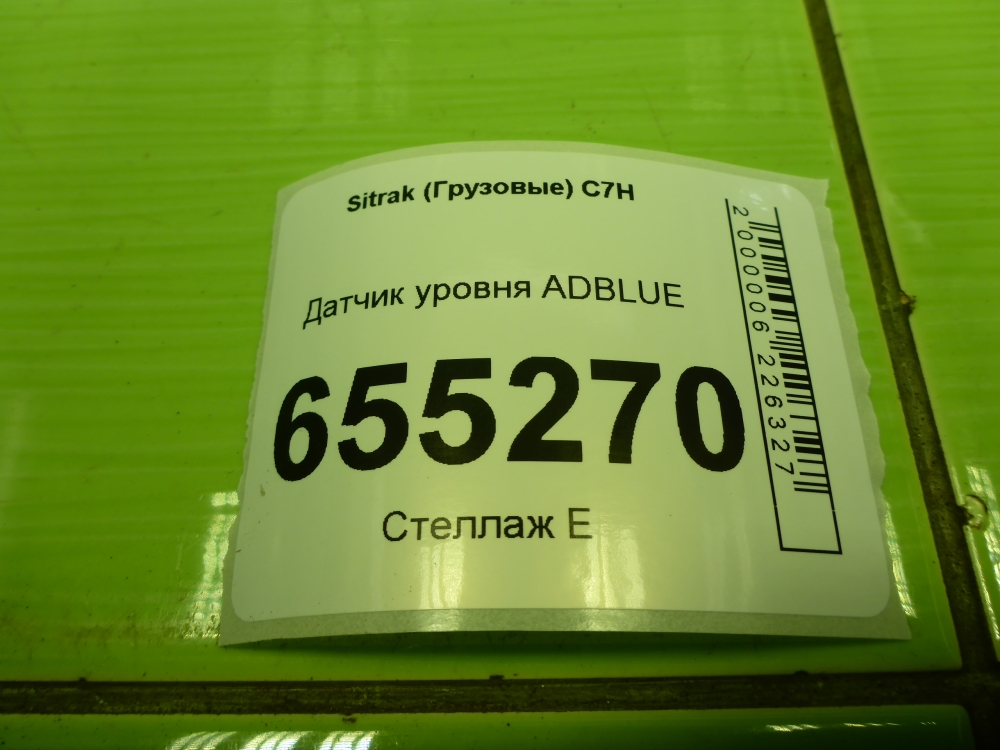 Sitrak (Грузовые) C7H
Датчик уровня ADBLUE
655270
Стеллаж E
2000006226327